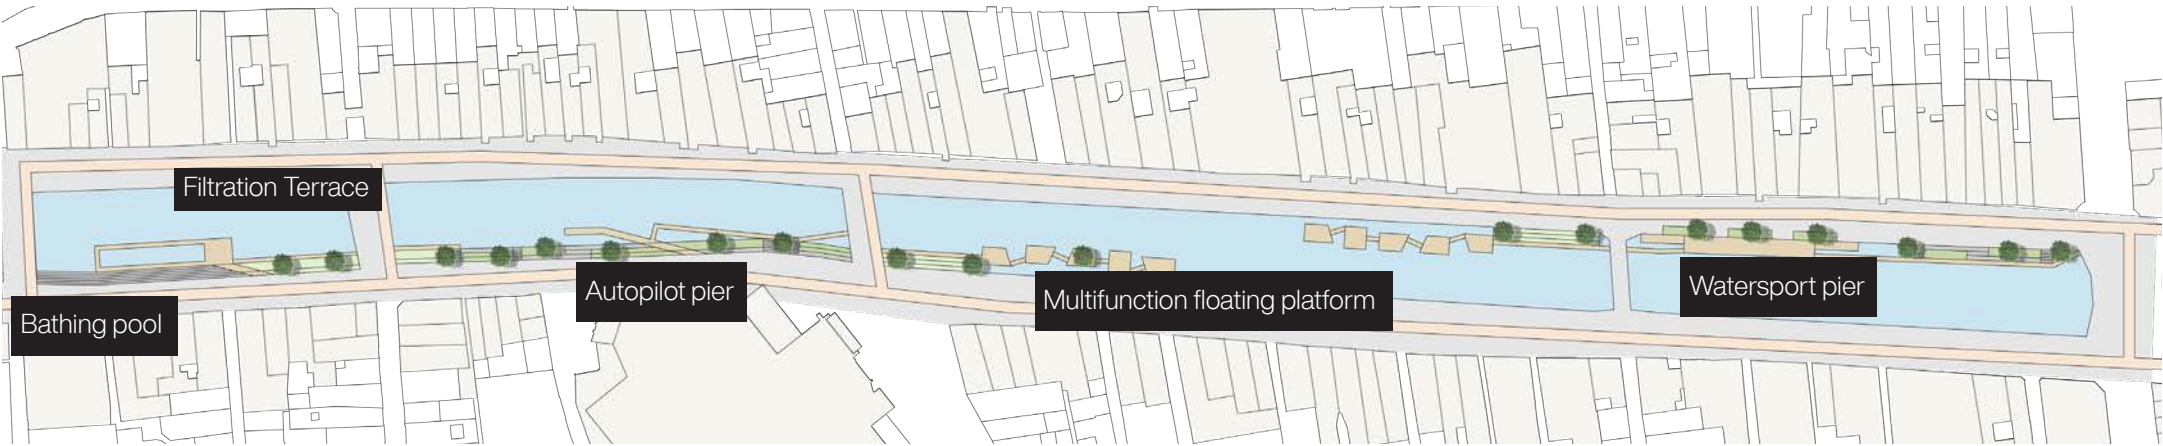 Filtration Terrace
Bathing pool
Autopilot pier
Multifunction floating platform
Watersport pier